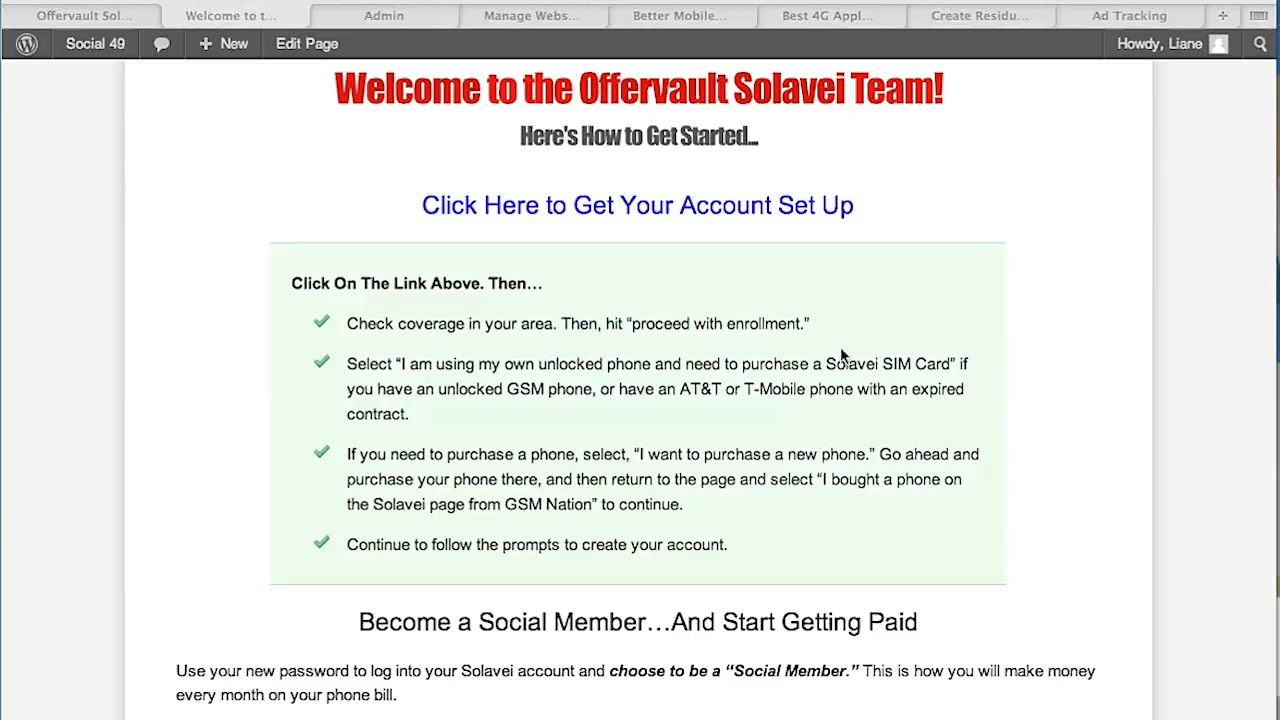 Offervault Sol...
Welcome to t...
Admin
Manage Webs...
Better Mobile...
Best 4G Appl...
Create Residu...
Ad Tracking
Social 49
New
Edit Page
Howdy, Liane
Welcome to the Offervault Solavei Team!
Here's How to Get Started...
Click Here to Get Your Account Set Up
Click On The Link Above. Then…
Check coverage in your area. Then, hit “proceed with enrollment.”
Select “I am using my own unlocked phone and need to purchase a Solavei SIM Card” if
you have an unlocked GSM phone, or have an AT&T or T-Mobile phone with an expired
contract.
If you need to purchase a phone, select, “I want to purchase a new phone.” Go ahead and
purchase your phone there, and then return to the page and select “I bought a phone on
the Solavei page from GSM Nation” to continue.
Continue to follow the prompts to create your account.
Become a Social Member…And Start Getting Paid
Use your new password to log into your Solavei account and choose to be a “Social Member.” This is how you will make money
every month on your phone bill.